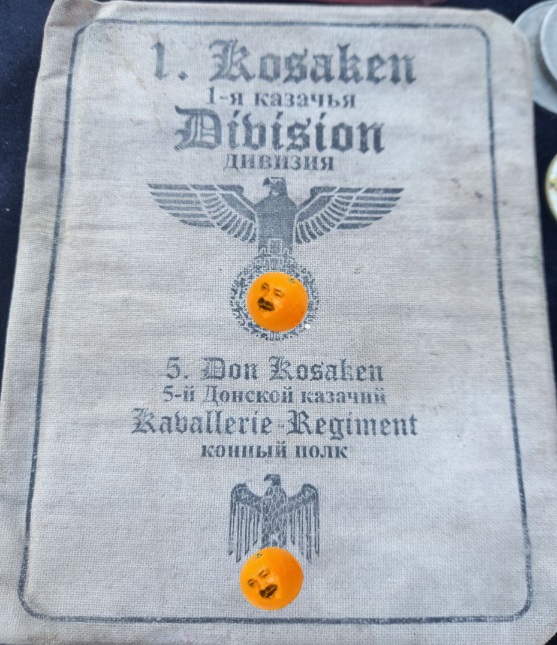 1. Kosaken
1-я казачья
Division
дивизия
5. Don Kosaken
5-й Донской казачий
Kavallerie-Regiment
конный полк